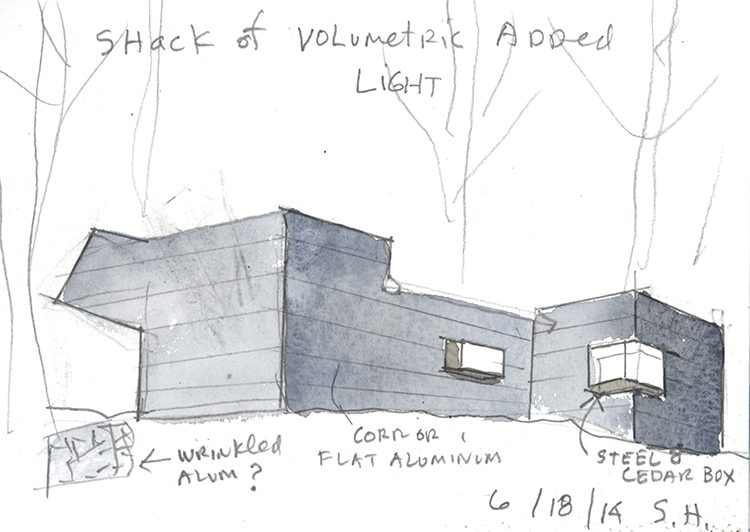 SHACK of VOLUMETRIC ADDed
LIGHT
WRINKLED
ALUM?
CORR OR
FLAT ALUMINUM
STEEL &
CEDAR BOX
6/18/14 S.H.